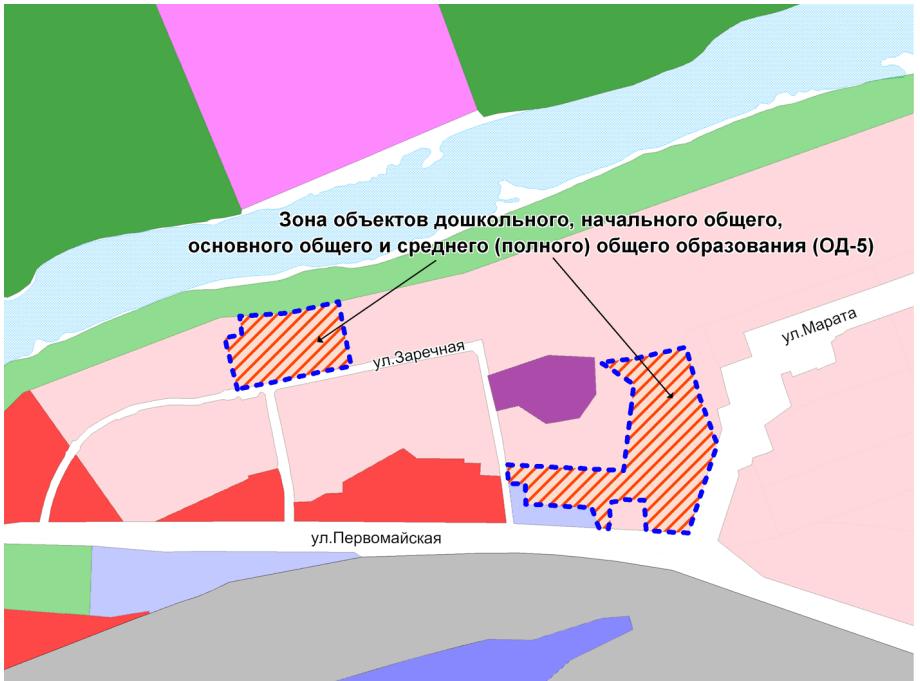 Зона объектов дошкольного, начального общего,
основного общего и среднего (полного) общего образования (ОД-5)
ул.Марата
ул.Заречная
ул.Первомайская